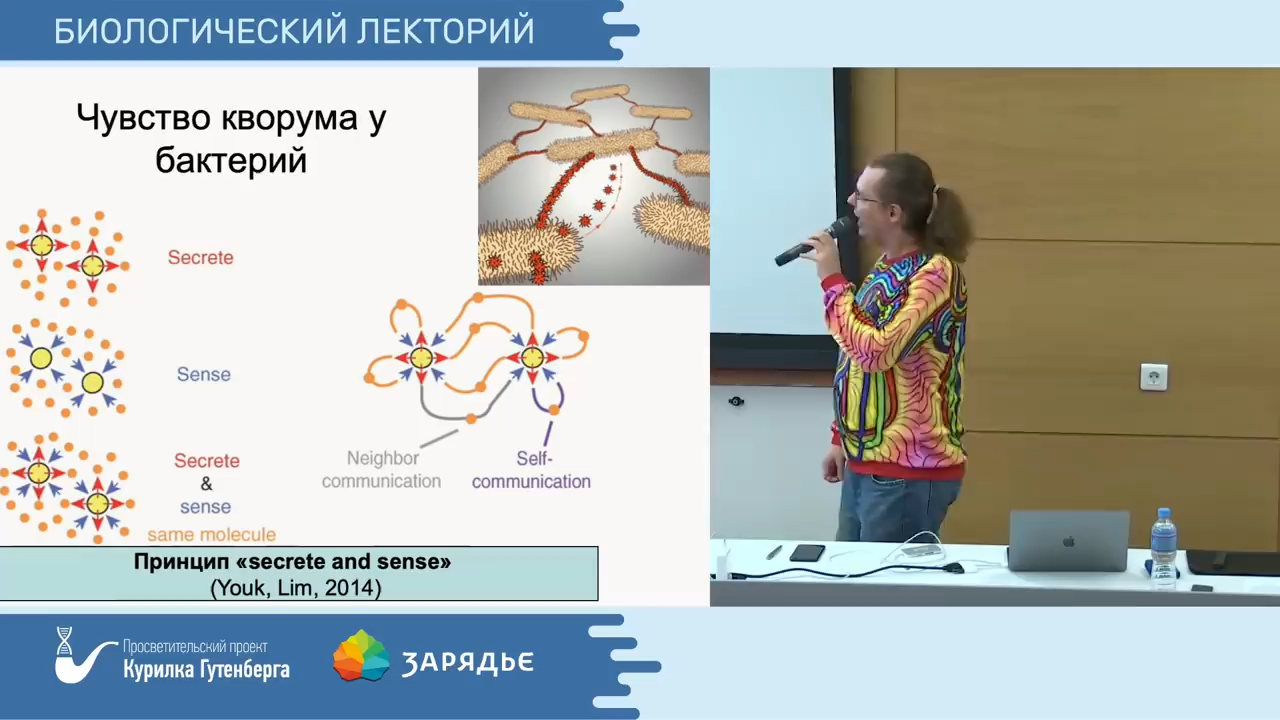 БИОЛОГИЧЕСКИЙ ЛЕКТОРИЙ
Чувство кворума у
бактерий
Secrete
Sense
Secrete
&
sense
same molecule
Neighbor
communication
Self-
communication
Принцип «secrete and sense»
(Youk, Lim, 2014)
Просветительский проект
Курилка Гутенберга
ЗАРЯДЬЕ